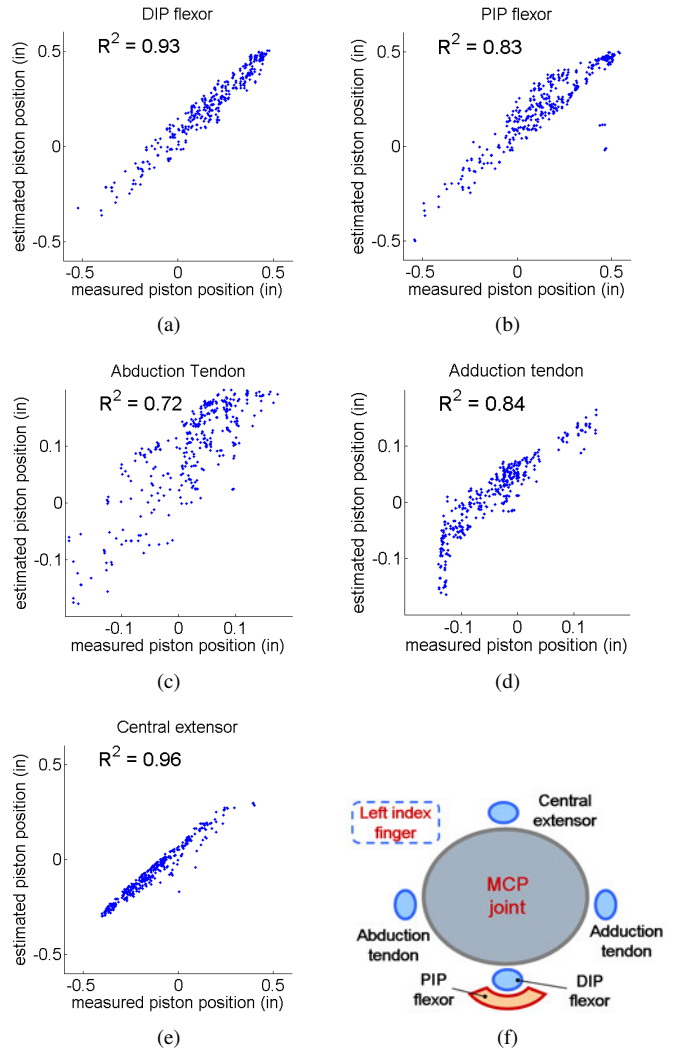 DIP flexor
R² = 0.93
estimated piston position (in)
0.5
0
-0.5
-0.5 0 0.5
measured piston position (in)
(a)
PIP flexor
R² = 0.83
estimated piston position (in)
0.5
0
-0.5
-0.5 0 0.5
measured piston position (in)
(b)
Abduction Tendon
R² = 0.72
estimated piston position (in)
0.1
0
-0.1
-0.1 0 0.1
measured piston position (in)
(c)
Adduction tendon
R² = 0.84
estimated piston position (in)
0.1
0
-0.1
-0.1 0 0.1
measured piston position (in)
(d)
Central extensor
R² = 0.96
estimated piston position (in)
0.5
0
-0.5
-0.5 0 0.5
measured piston position (in)
(e)
Left index
finger
Central
extensor
MCP
joint
Abduction
tendon
Adduction
tendon
PIP
flexor
DIP
flexor
(f)